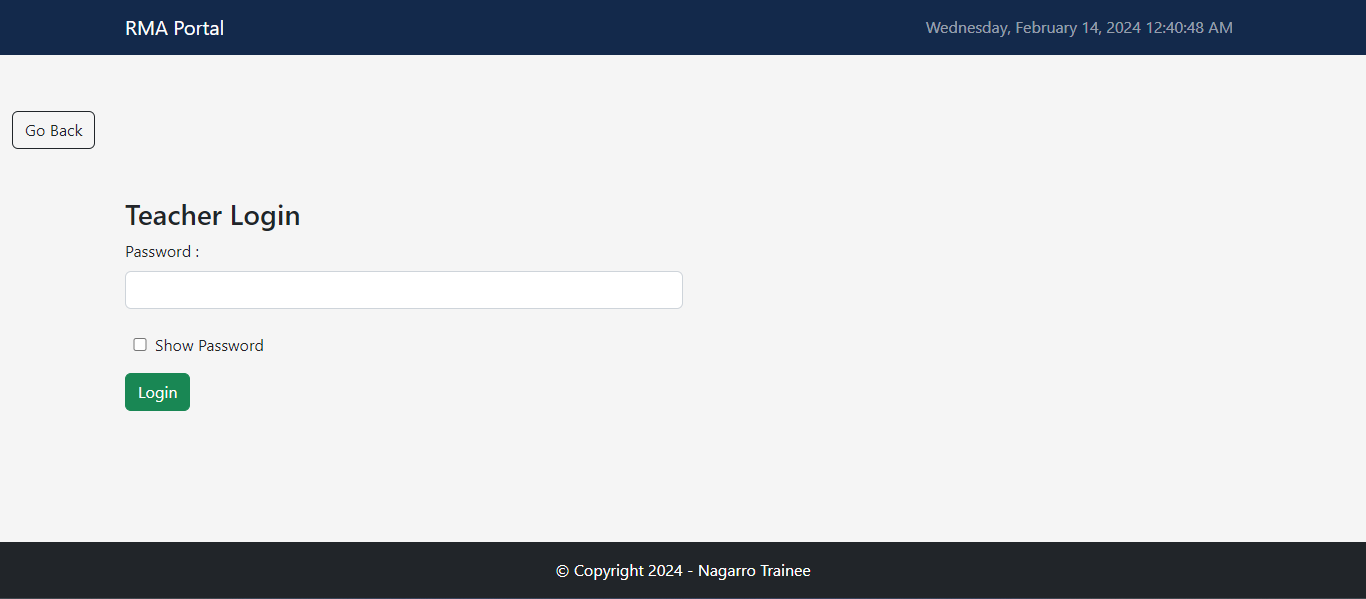 RMA Portal
Wednesday, February 14, 2024 12:40:48 AM
Go Back
Teacher Login
Password :
Show Password
Login
© Copyright 2024 - Nagarro Trainee